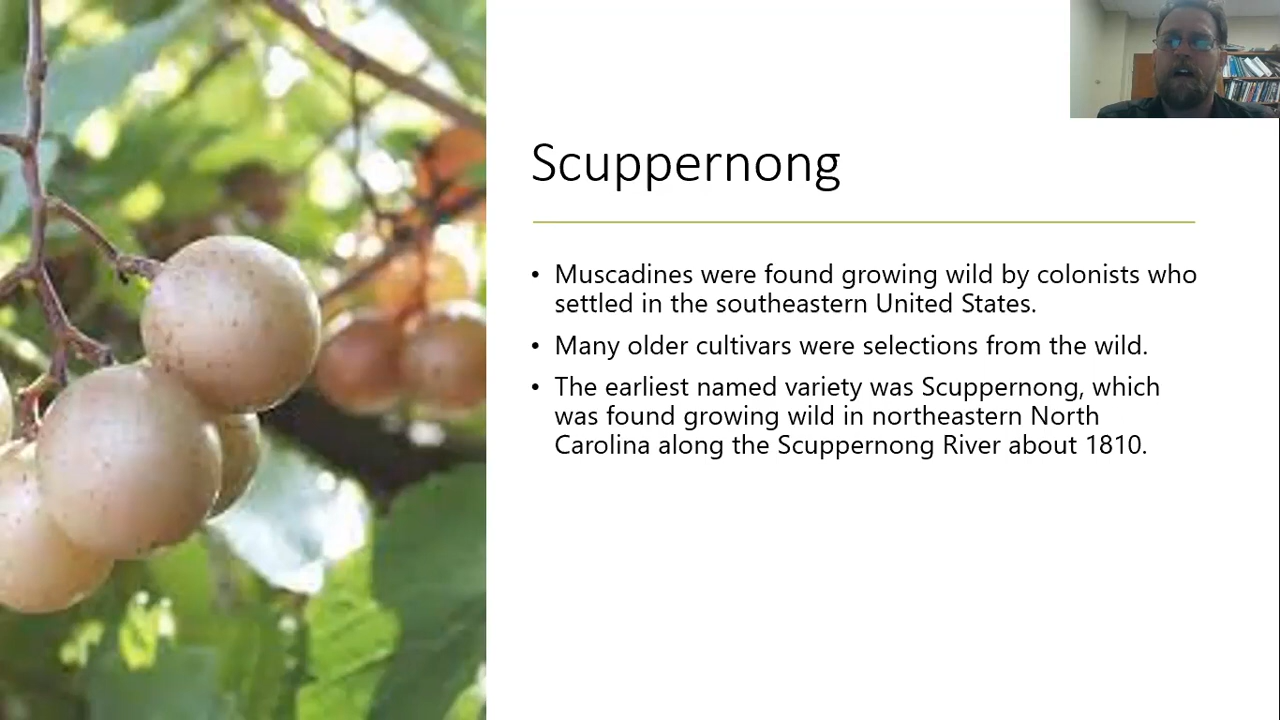 Scuppernong
• Muscadines were found growing wild by colonists who
settled in the southeastern United States.
• Many older cultivars were selections from the wild.
• The earliest named variety was Scuppernong, which
was found growing wild in northeastern North
Carolina along the Scuppernong River about 1810.